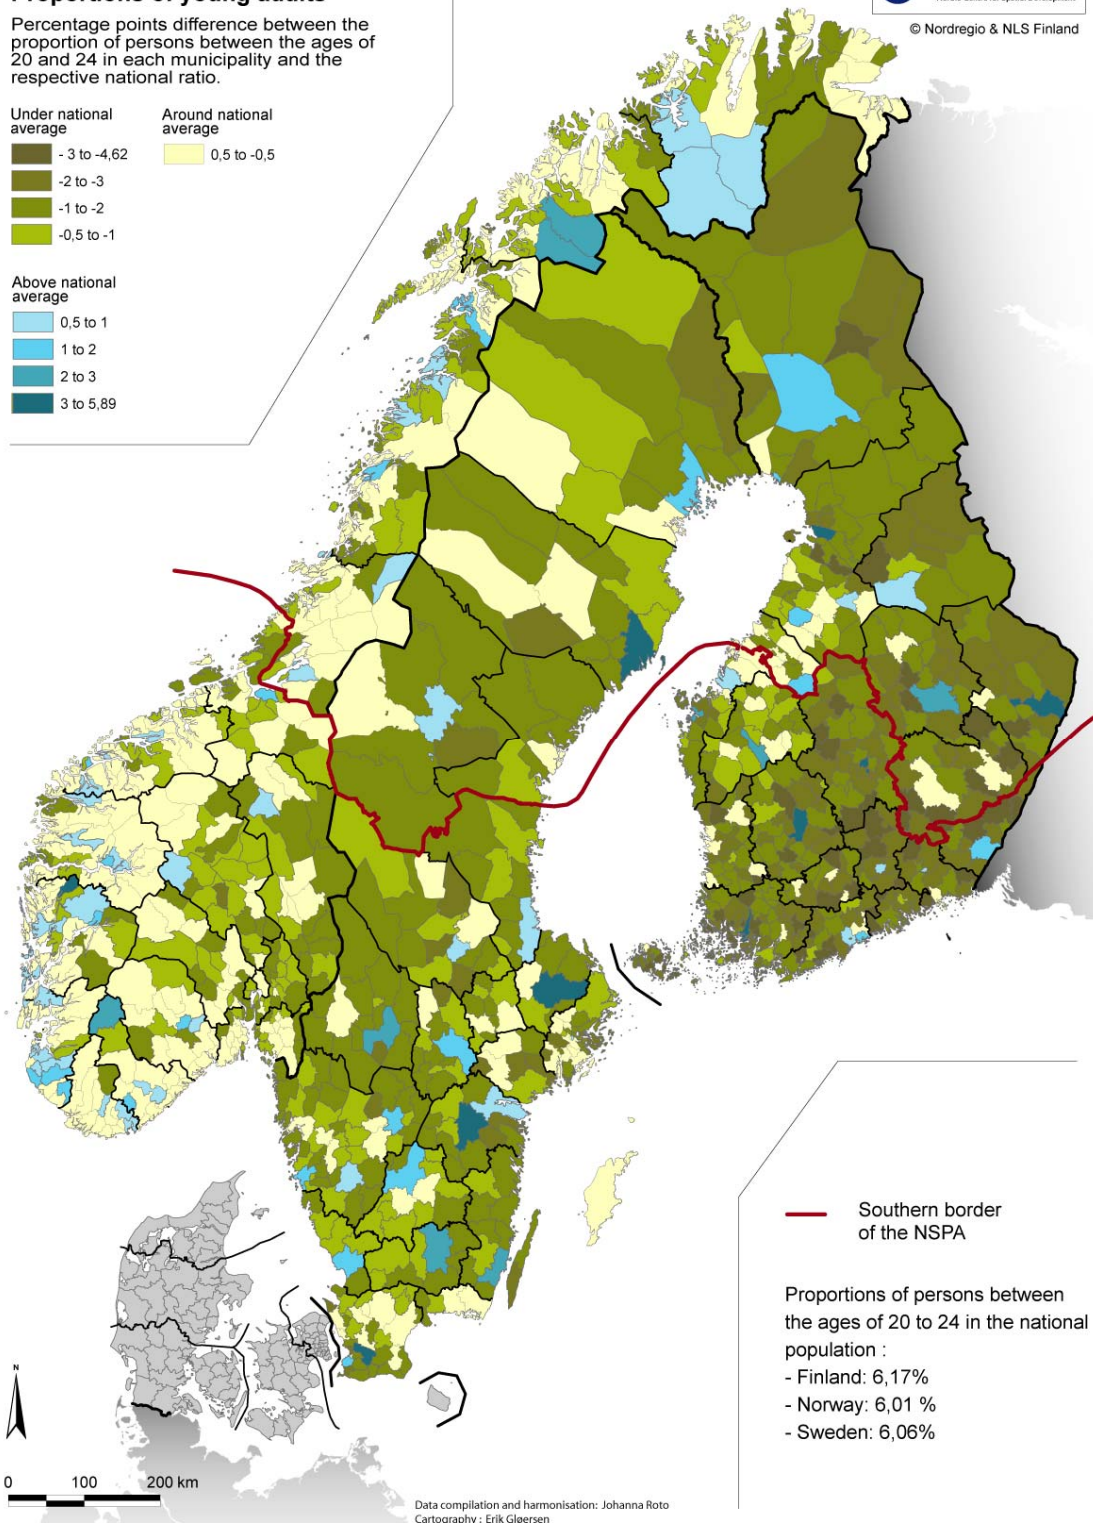 Percentage points difference between the
proportion of persons between the ages of
20 and 24 in each municipality and the
respective national ratio.
© Nordregio & NLS Finland
Under national
average
- 3 to -4,62
-2 to -3
-1 to -2
-0,5 to -1
Around national
average
0,5 to -0,5
Above national
average
0,5 to 1
1 to 2
2 to 3
3 to 5,89
Southern border
of the NSPA
Proportions of persons between
the ages of 20 to 24 in the national
population :
- Finland: 6,17%
- Norway: 6,01 %
- Sweden: 6,06%
N
0 100 200 km
Data compilation and harmonisation: Johanna Roto
Cartography : Erik Gløersen